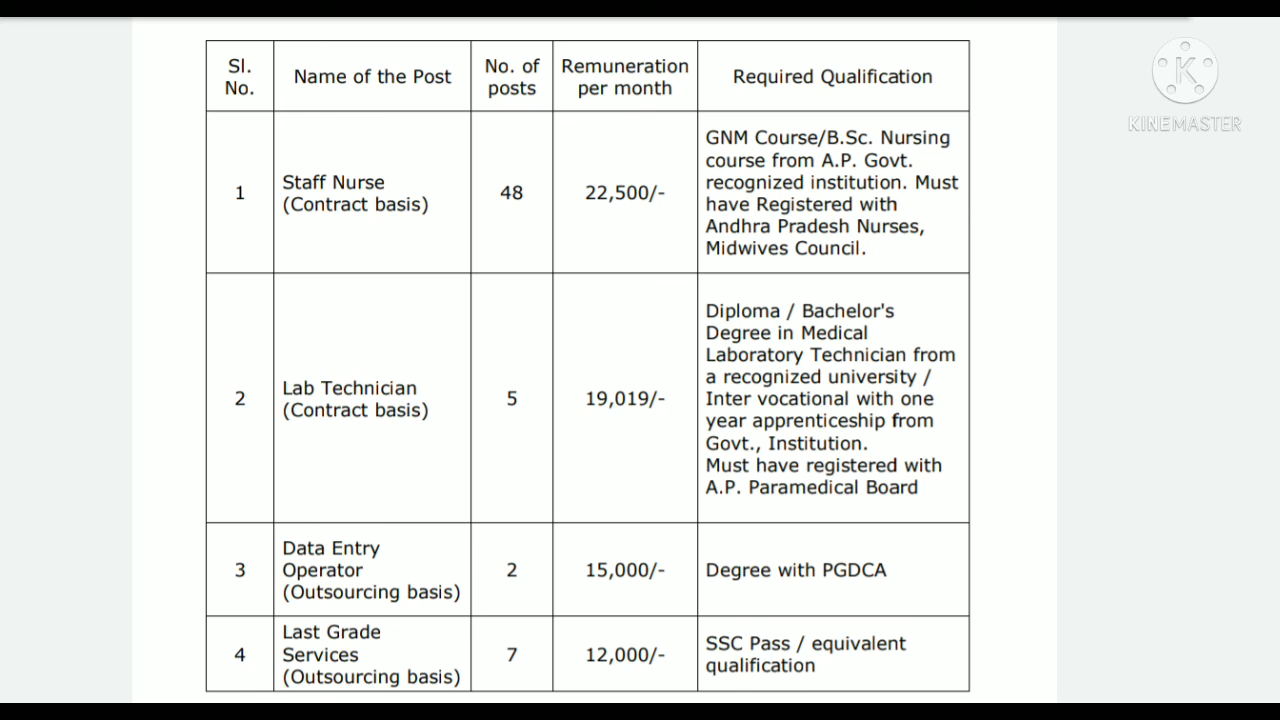 Sl.
No.
Name of the Post
No. of
posts
Remuneration
per month
Required Qualification
1
Staff Nurse
(Contract basis)
48
22,500/-
GNM Course/B.Sc. Nursing
course from A.P. Govt.
recognized institution. Must
have Registered with
Andhra Pradesh Nurses,
Midwives Council.
2
Lab Technician
(Contract basis)
5
19,019/-
Diploma / Bachelor's
Degree in Medical
Laboratory Technician from
a recognized university /
Inter vocational with one
year apprenticeship from
Govt., Institution.
Must have registered with
A.P. Paramedical Board
3
Data Entry
Operator
(Outsourcing basis)
2
15,000/-
Degree with PGDCA
4
Last Grade
Services
(Outsourcing basis)
7
12,000/-
SSC Pass / equivalent
qualification
K
KINEMASTER